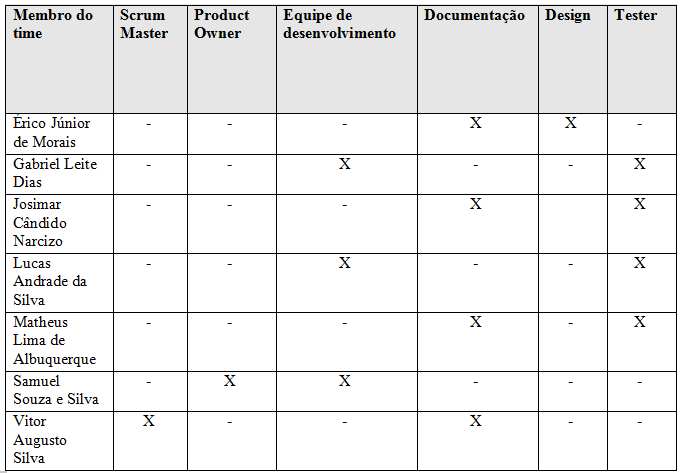 Membro do time | Scrum Master | Product Owner | Equipe de desenvolvimento | Documentação | Design | Tester
Érico Júnior de Morais | - | - | - | X | X | -
Gabriel Leite Dias | - | - | X | - | - | X
Josimar Cândido Narcizo | - | - | - | X | | X
Lucas Andrade da Silva | - | - | X | - | - | X
Matheus Lima de Albuquerque | - | - | - | X | - | X
Samuel Souza e Silva | - | X | X | - | - | -
Vitor Augusto Silva | X | - | - | X | - | -